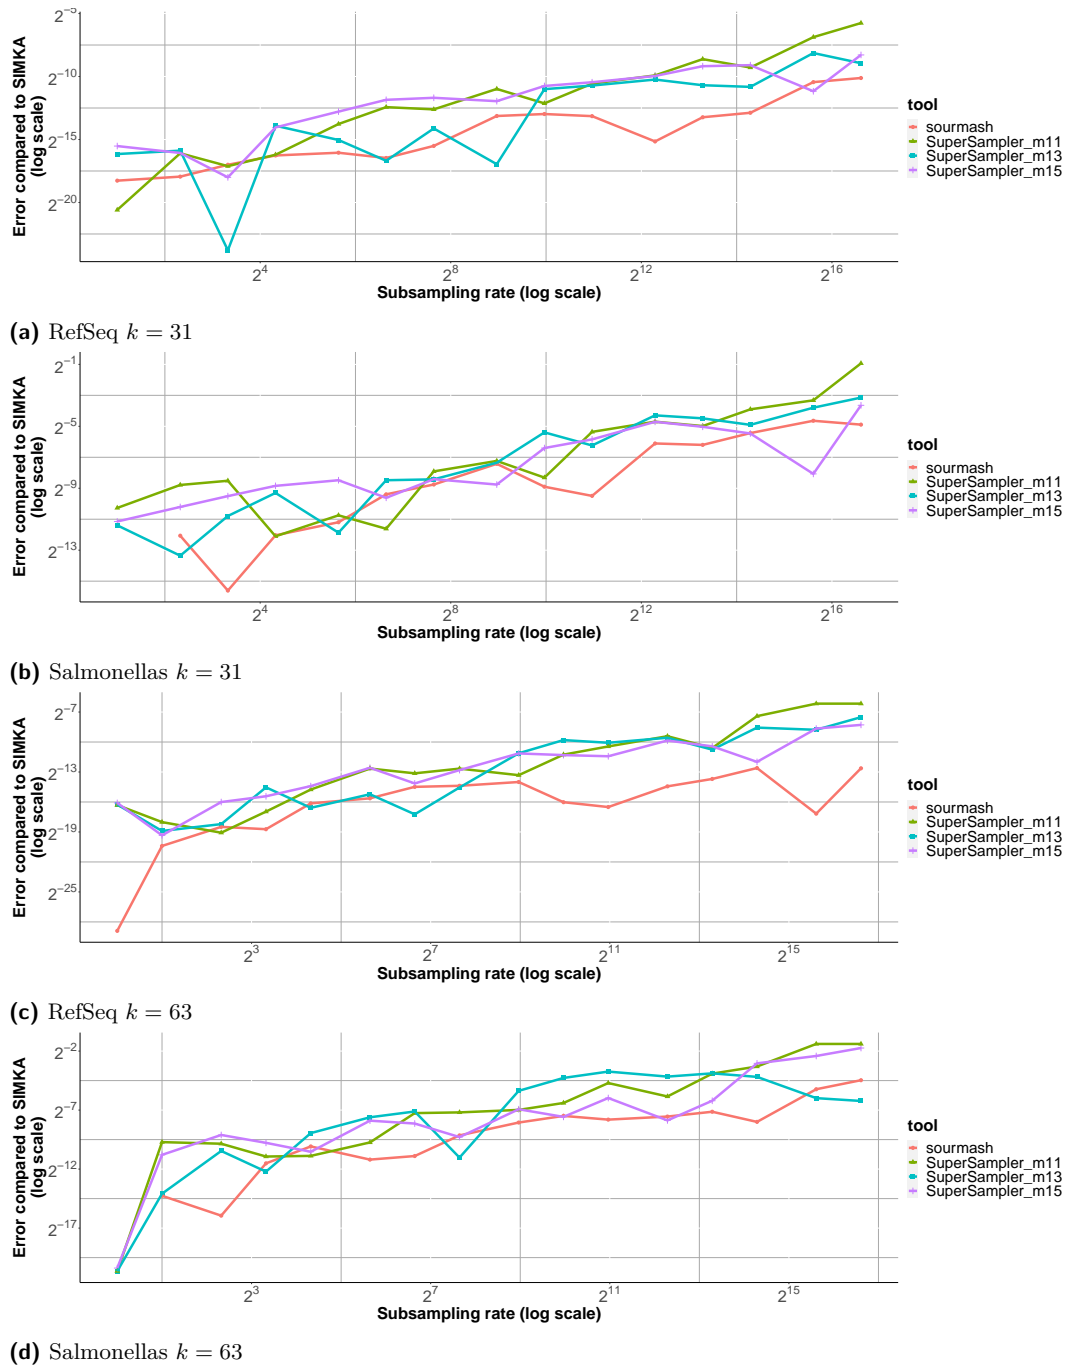 Error compared to SIMKA
(log scale)
2^−5
2^−10
2^−15
2^−20
2^4
2^8
2^12
2^16
Subsampling rate (log scale)
tool
sourmash
SuperSampler_m11
SuperSampler_m13
SuperSampler_m15
(a) RefSeq k = 31
Error compared to SIMKA
(log scale)
2^−1
2^−5
2^−9
2^−13
2^4
2^8
2^12
2^16
Subsampling rate (log scale)
tool
sourmash
SuperSampler_m11
SuperSampler_m13
SuperSampler_m15
(b) Salmonellas k = 31
Error compared to SIMKA
(log scale)
2^−7
2^−13
2^−19
2^−25
2^3
2^7
2^11
2^15
Subsampling rate (log scale)
tool
sourmash
SuperSampler_m11
SuperSampler_m13
SuperSampler_m15
(c) RefSeq k = 63
Error compared to SIMKA
(log scale)
2^−2
2^−7
2^−12
2^−17
2^3
2^7
2^11
2^15
Subsampling rate (log scale)
tool
sourmash
SuperSampler_m11
SuperSampler_m13
SuperSampler_m15
(d) Salmonellas k = 63